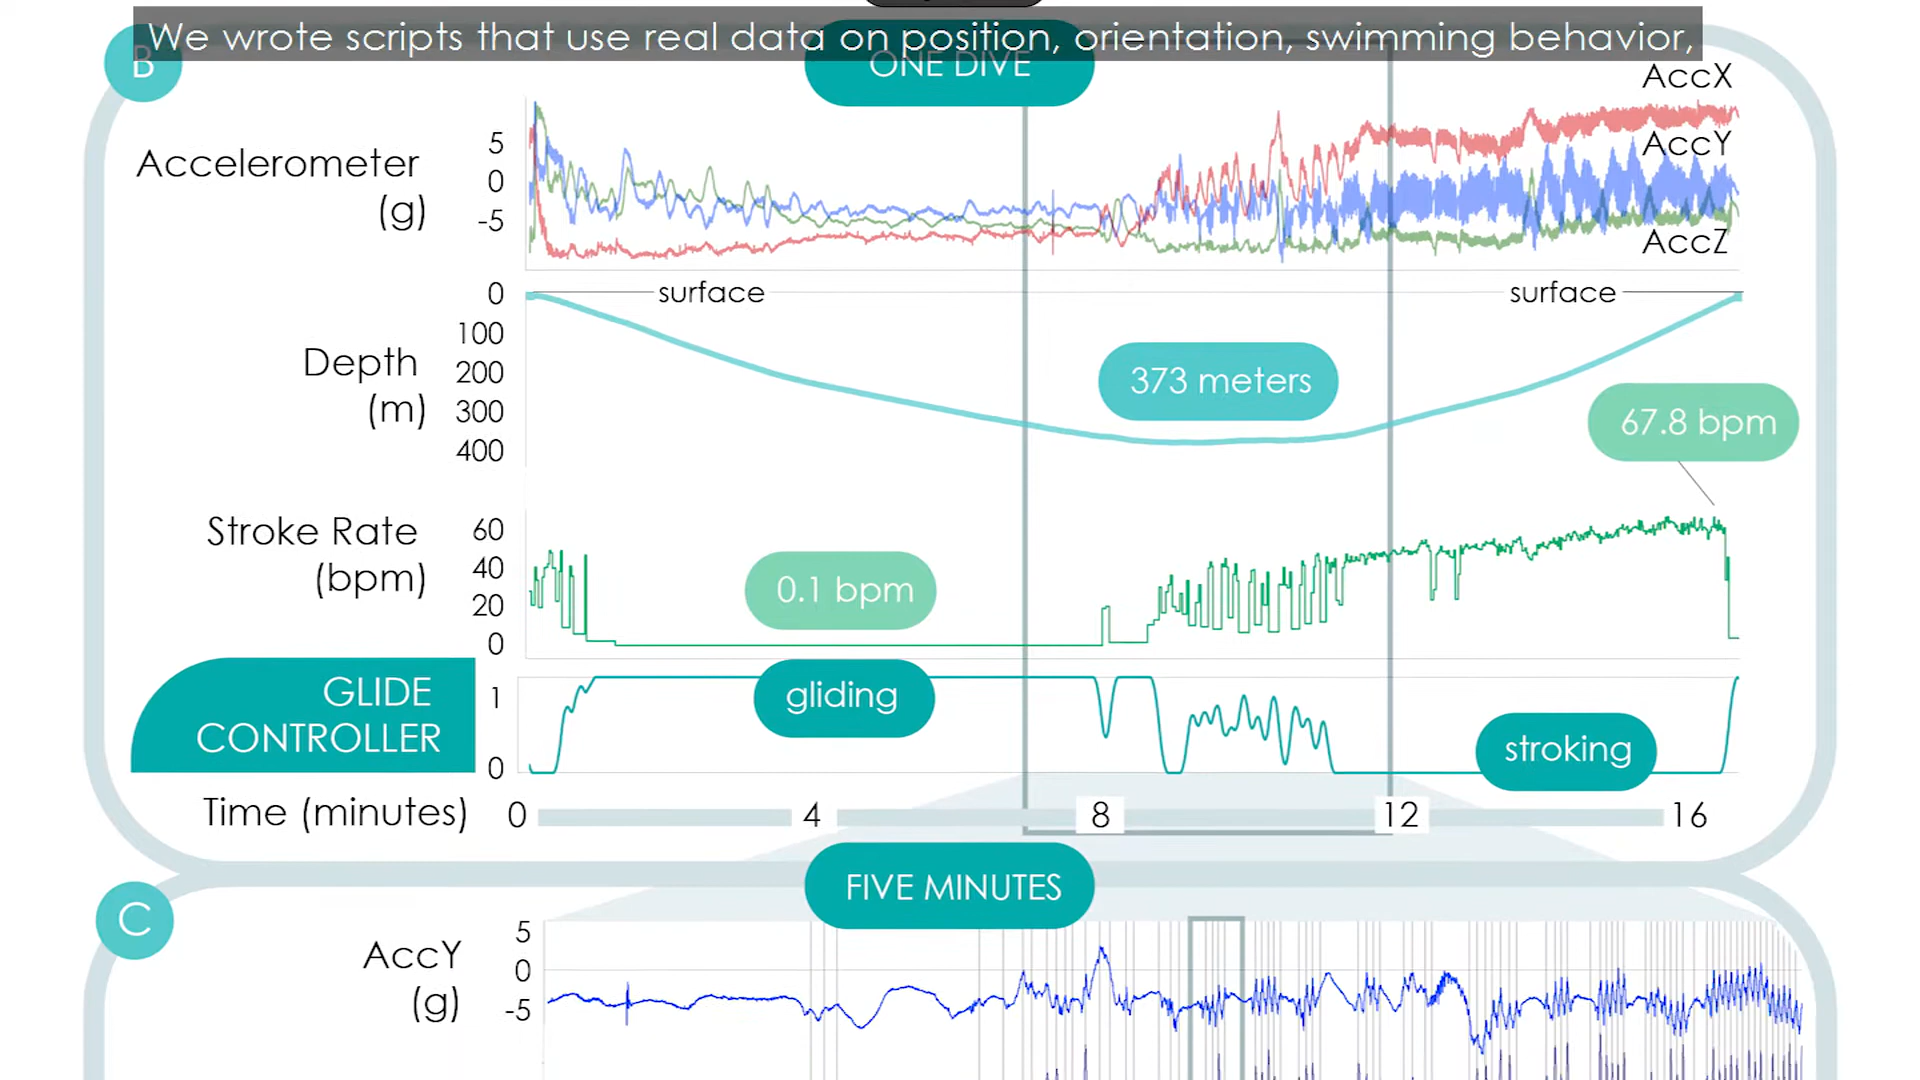 We wrote scripts that use real data on position, orientation, swimming behavior,
B
ONE DIVE
AccX
AccY
AccZ
Accelerometer
(g)
5
0
-5
surface
surface
Depth
(m)
0
100
200
300
400
373 meters
67.8 bpm
Stroke Rate
(bpm)
60
40
20
0
0.1 bpm
GLIDE
CONTROLLER
1
0
gliding
stroking
Time (minutes)
0
4
8
12
16
FIVE MINUTES
C
AccY
(g)
5
0
-5